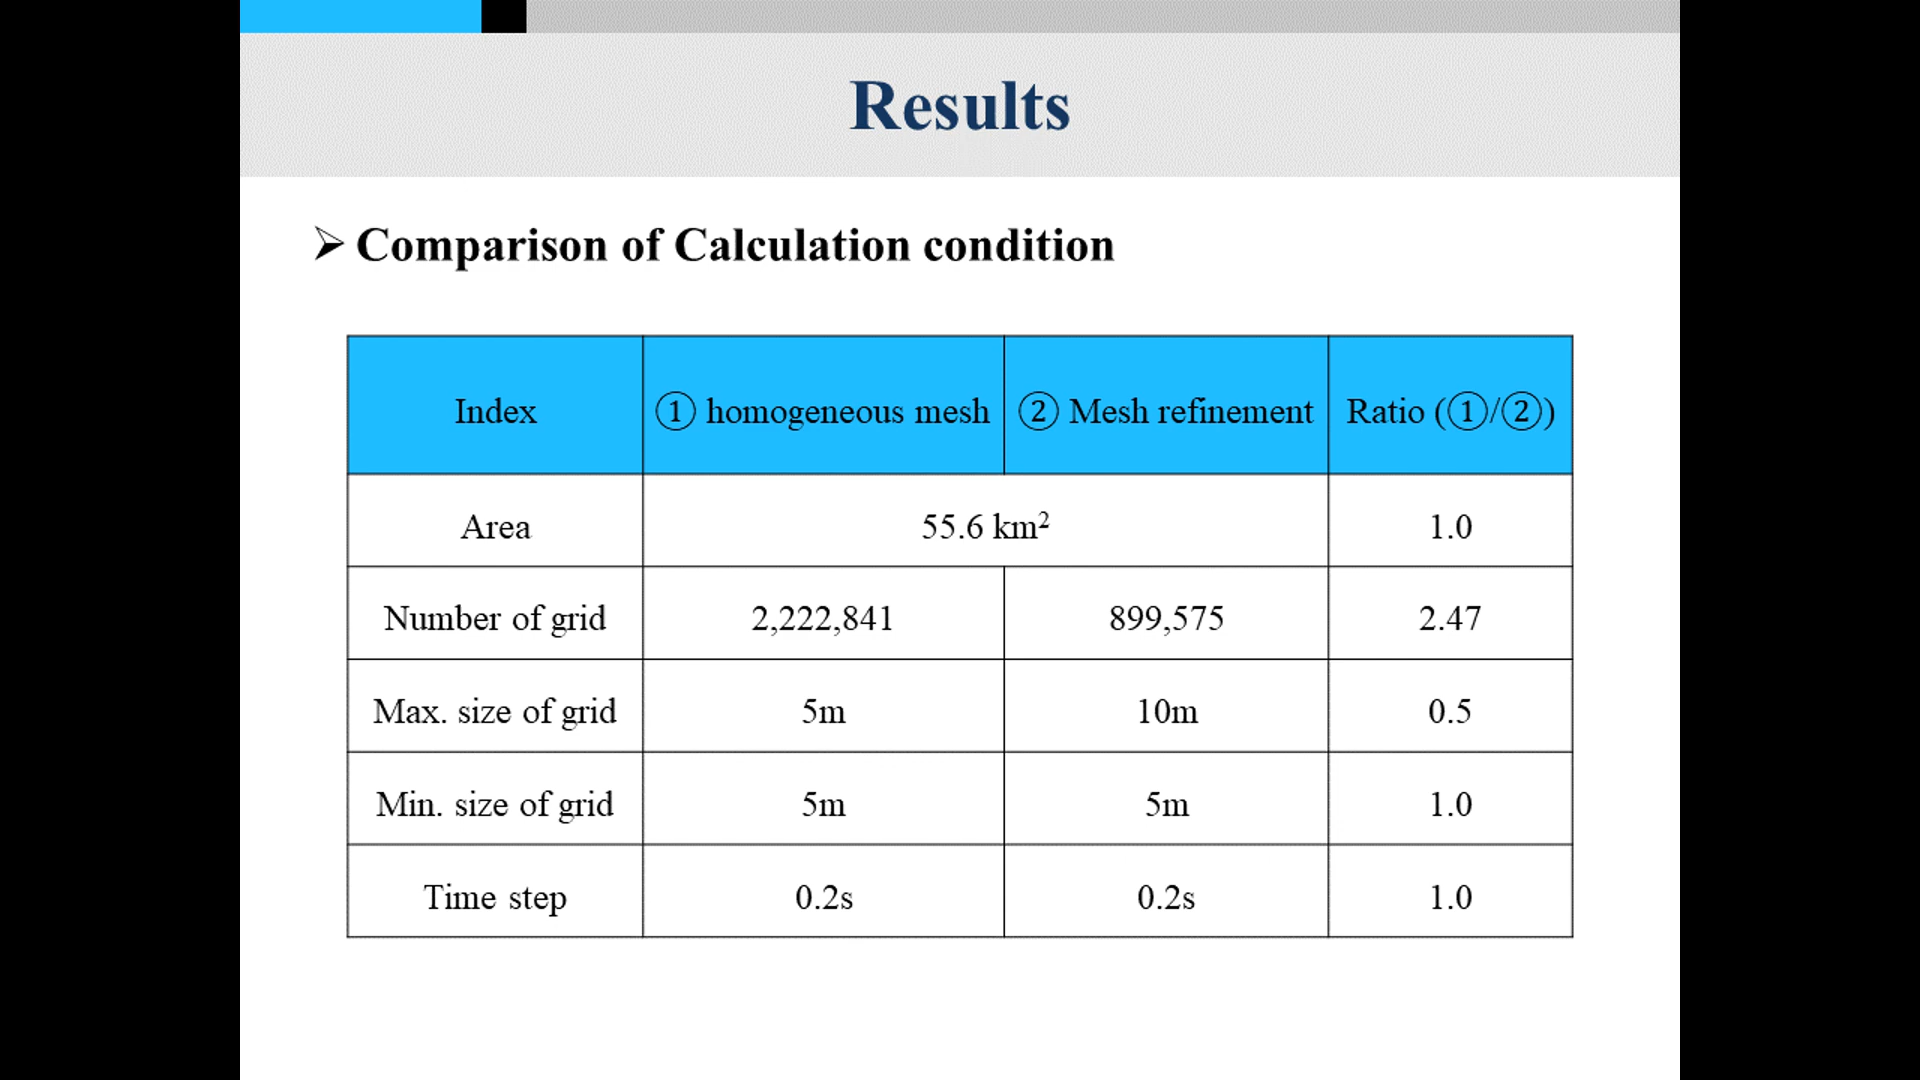 Results
➢ Comparison of Calculation condition
Index ① homogeneous mesh ② Mesh refinement Ratio (①/②)
Area 55.6 km² 1.0
Number of grid 2,222,841 899,575 2.47
Max. size of grid 5m 10m 0.5
Min. size of grid 5m 5m 1.0
Time step 0.2s 0.2s 1.0